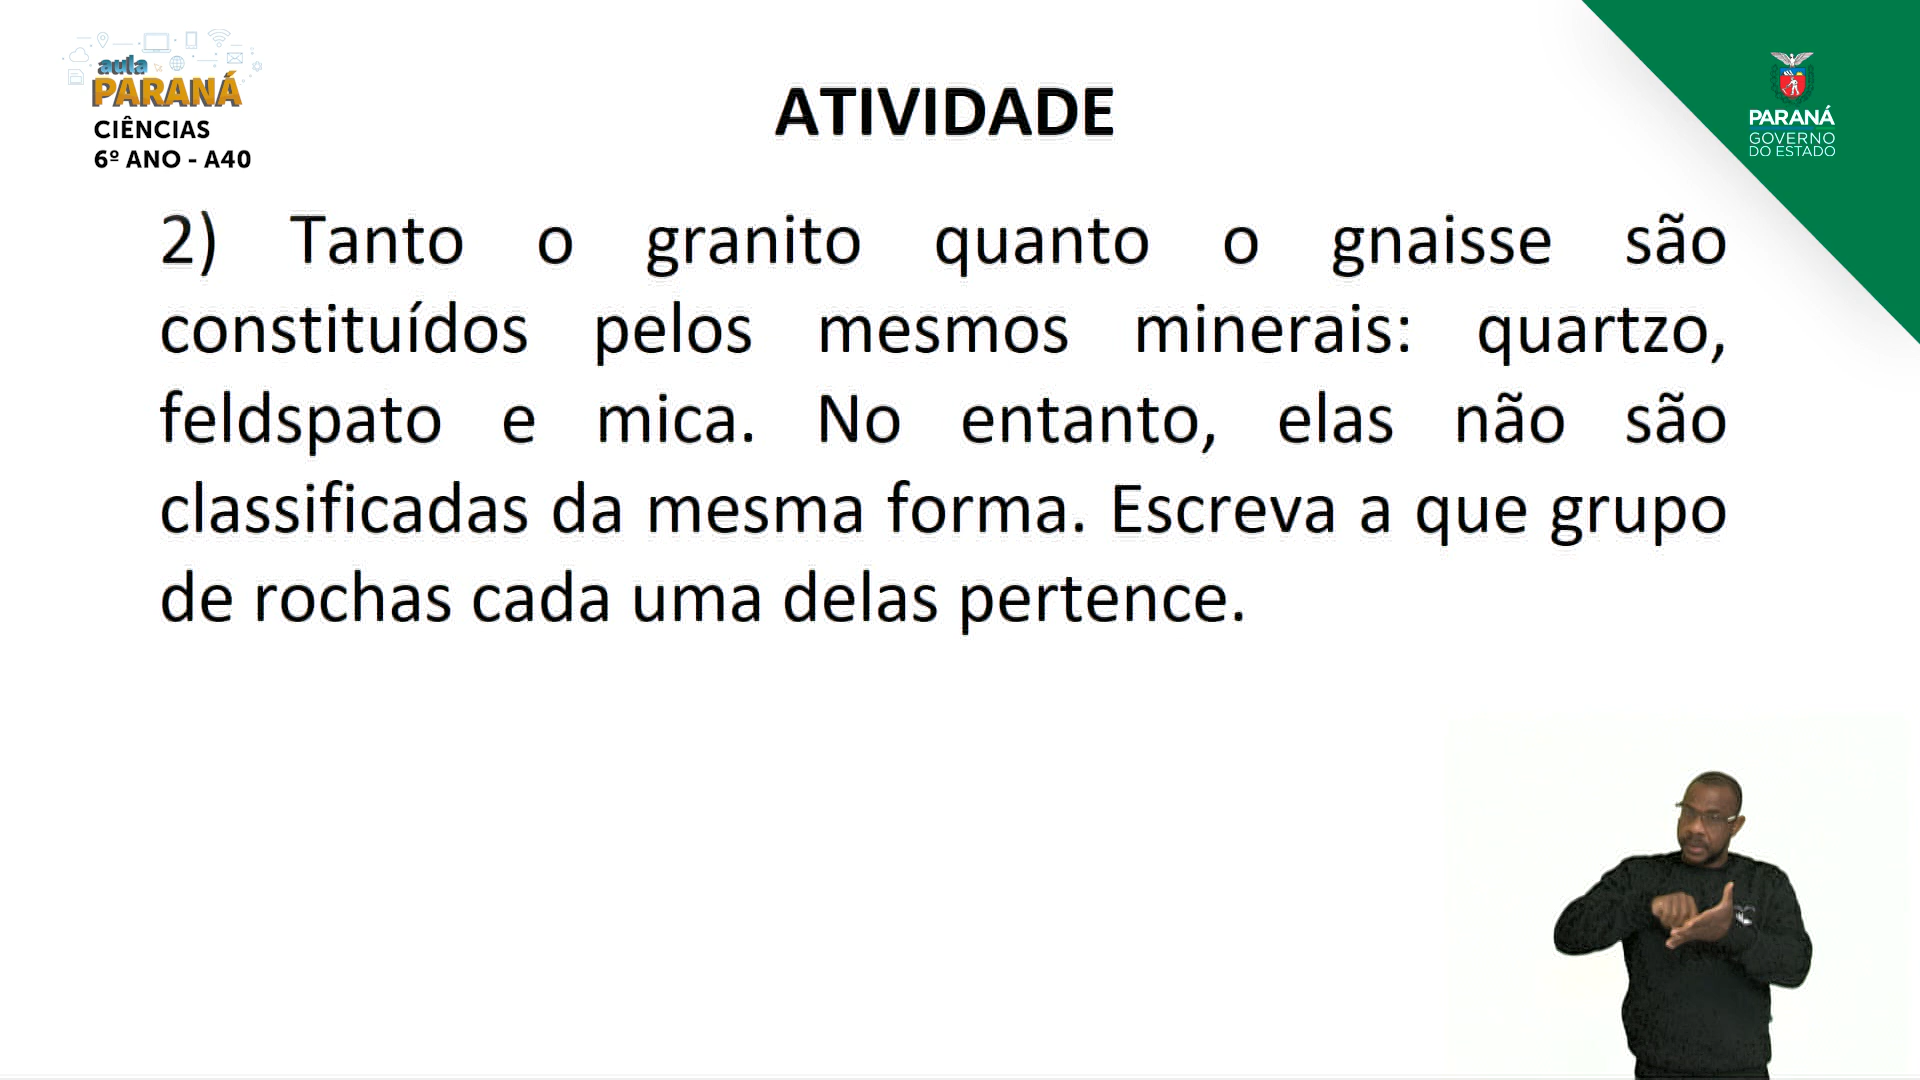 aula
PARANÁ
CIÊNCIAS
6º ANO - A40
ATIVIDADE
PARANÁ
GOVERNO
DO ESTADO
2) Tanto o granito quanto o gnaisse são
constituídos pelos mesmos minerais: quartzo,
feldspato e mica. No entanto, elas não são
classificadas da mesma forma. Escreva a que grupo
de rochas cada uma delas pertence.